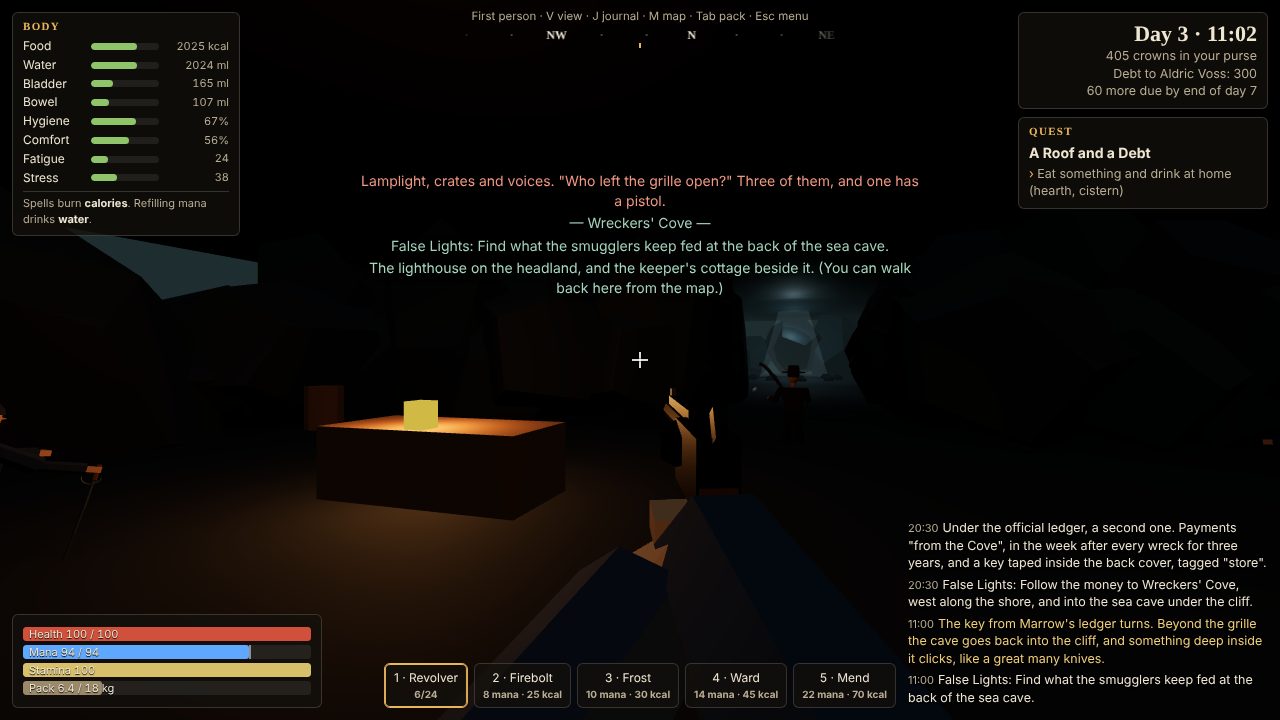 First person · V view · J journal · M map · Tab pack · Esc menu
NW
N
NE
BODY
Food 2025 kcal
Water 2024 ml
Bladder 165 ml
Bowel 107 ml
Hygiene 67%
Comfort 56%
Fatigue 24
Stress 38
Spells burn calories. Refilling mana
drinks water.
Day 3 · 11:02
405 crowns in your purse
Debt to Aldric Voss: 300
60 more due by end of day 7
QUEST
A Roof and a Debt
› Eat something and drink at home
(hearth, cistern)
Lamplight, crates and voices. "Who left the grille open?" Three of them, and one has
a pistol.
— Wreckers' Cove —
False Lights: Find what the smugglers keep fed at the back of the sea cave.
The lighthouse on the headland, and the keeper's cottage beside it. (You can walk
back here from the map.)
20:30 Under the official ledger, a second one. Payments
"from the Cove", in the week after every wreck for three
years, and a key taped inside the back cover, tagged "store".
20:30 False Lights: Follow the money to Wreckers' Cove,
west along the shore, and into the sea cave under the cliff.
11:00 The key from Marrow's ledger turns. Beyond the grille
the cave goes back into the cliff, and something deep inside
it clicks, like a great many knives.
11:00 False Lights: Find what the smugglers keep fed at the
back of the sea cave.
Health 100 / 100
Mana 94 / 94
Stamina 100
Pack 6.4 / 18 kg
1 · Revolver
6/24
2 · Firebolt
8 mana · 25 kcal
3 · Frost
10 mana · 30 kcal
4 · Ward
14 mana · 45 kcal
5 · Mend
22 mana · 70 kcal